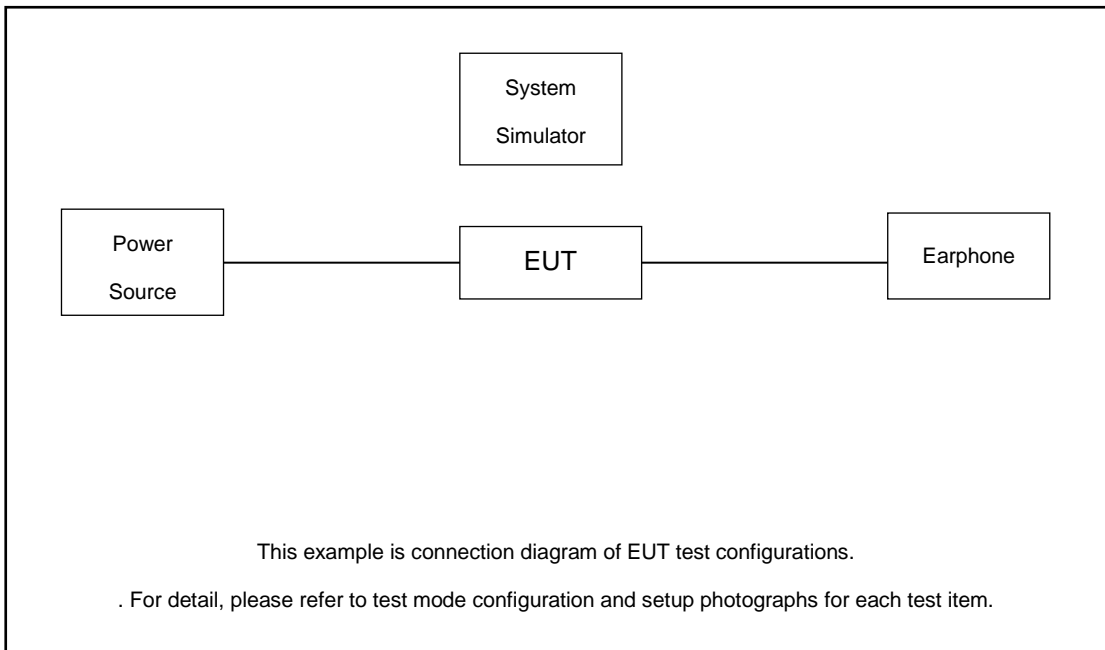 System
Simulator
Power
Source
EUT
Earphone
This example is connection diagram of EUT test configurations.
. For detail, please refer to test mode configuration and setup photographs for each test item.